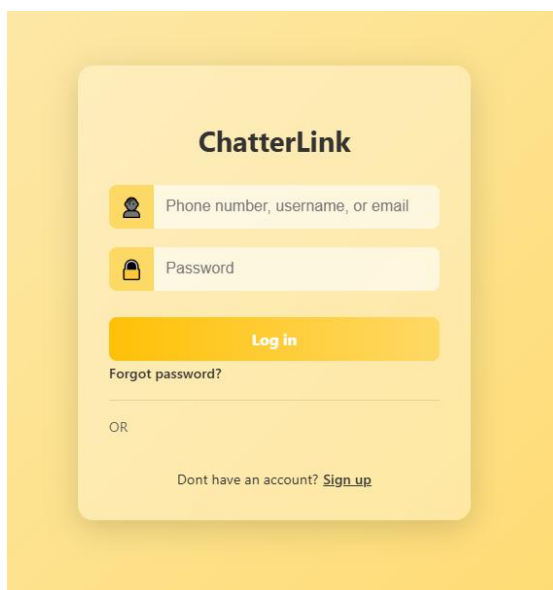 ChatterLink
Phone number, username, or email
Password
Log in
Forgot password?
OR
Dont have an account? Sign up